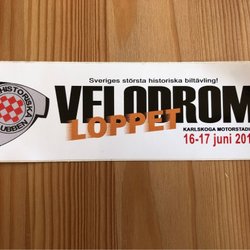 Sveriges största historiska biltävling!
HISTORISKA
VELODROM
LOPPET
KARLSKOGA MOTORSTADI
16-17 juni 201